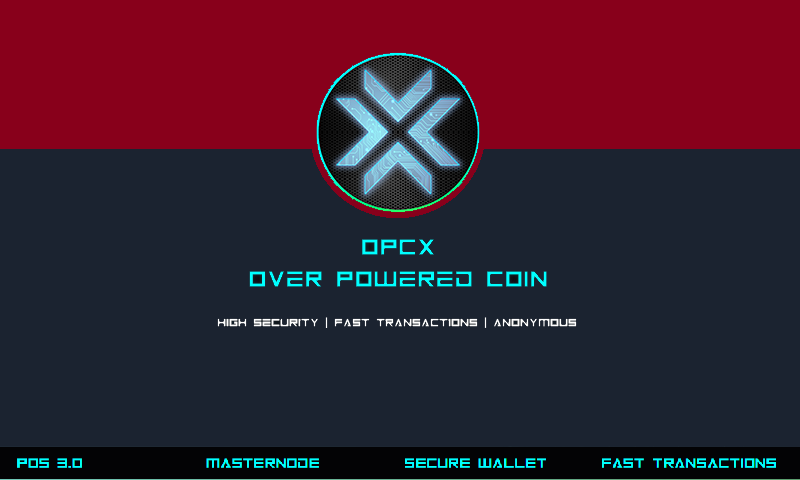 OPCX
OVER POWERED COIN
HIGH SECURITY | FAST TRANSACTIONS | ANONYMOUS
POS 3.0 MASTERNODE SECURE WALLET FAST TRANSACTIONS